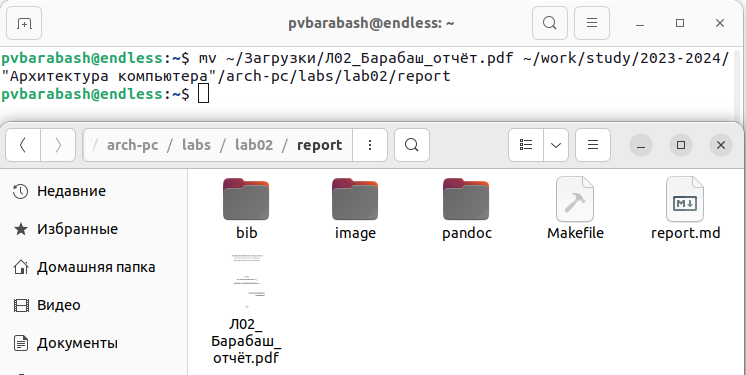 pvbarabash@endless: ~
pvbarabash@endless:~$ mv ~/Загрузки/Л02_Барабаш_отчёт.pdf ~/work/study/2023-2024/
"Архитектура компьютера"/arch-pc/labs/lab02/report
pvbarabash@endless:~$
/ arch-pc / labs / lab02 / report
Недавние
Избранные
Домашняя папка
Видео
Документы
bib
image
pandoc
Makefile
M
report.md
Л02_
Барабаш_
отчёт.pdf